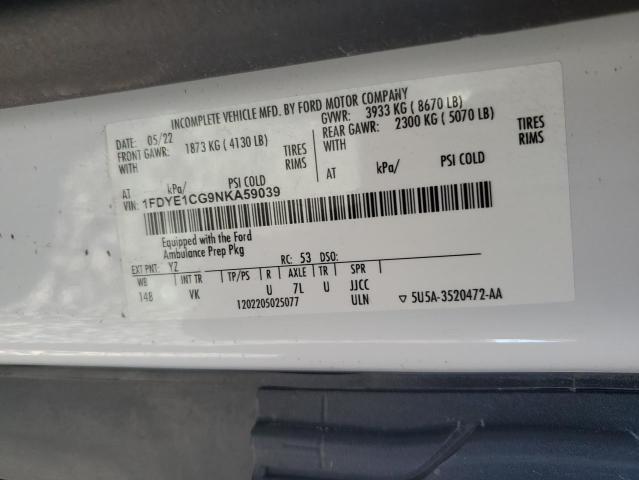 INCOMPLETE VEHICLE MFD. BY FORD MOTOR COMPANY
DATE: 05/22 GVWR: 3933 KG ( 8670 LB)
FRONT GAWR: 1873 KG ( 4130 LB) REAR GAWR: 2300 KG ( 5070 LB)
WITH TIRES WITH TIRES
RIMS RIMS
AT kPa/ PSI COLD AT kPa/ PSI COLD
VIN: 1FDYE1CG9NKA59039
Equipped with the Ford
Ambulance Prep Pkg
EXT PNT: YZ RC: 53 DSO:
WB INT TR TP/PS R AXLE TR SPR
148 VK U 7L U JJCC
1202205025077 ULN ▽ 5U5A-3520472-AA